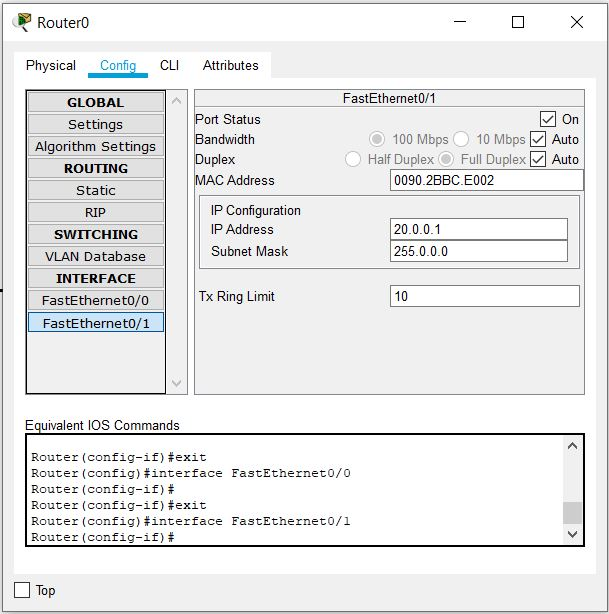 Router0
Physical Config CLI Attributes
GLOBAL
Settings
Algorithm Settings
ROUTING
Static
RIP
SWITCHING
VLAN Database
INTERFACE
FastEthernet0/0
FastEthernet0/1
FastEthernet0/1
Port Status On
Bandwidth 100 Mbps 10 Mbps Auto
Duplex Half Duplex Full Duplex Auto
MAC Address 0090.2BBC.E002
IP Configuration
IP Address 20.0.0.1
Subnet Mask 255.0.0.0
Tx Ring Limit 10
Equivalent IOS Commands
Router(config-if)#exit
Router(config)#interface FastEthernet0/0
Router(config-if)#
Router(config-if)#exit
Router(config)#interface FastEthernet0/1
Router(config-if)#
Top